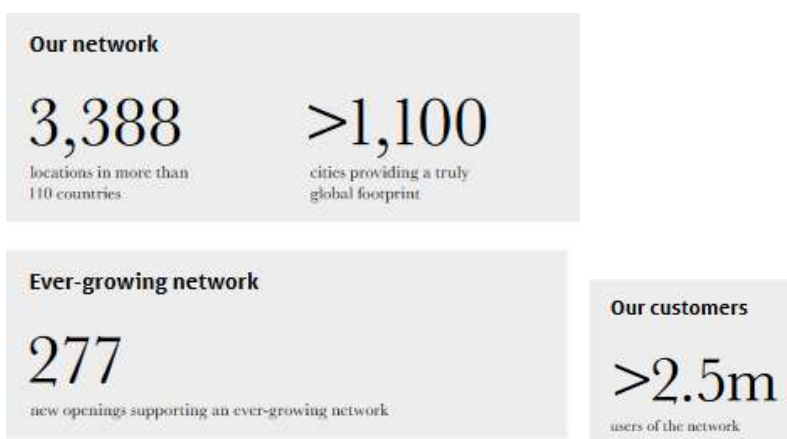 Our network
3,388
locations in more than
110 countries
>1,100
cities providing a truly
global footprint
Ever-growing network
277
new openings supporting an ever-growing network
Our customers
>2.5m
users of the network